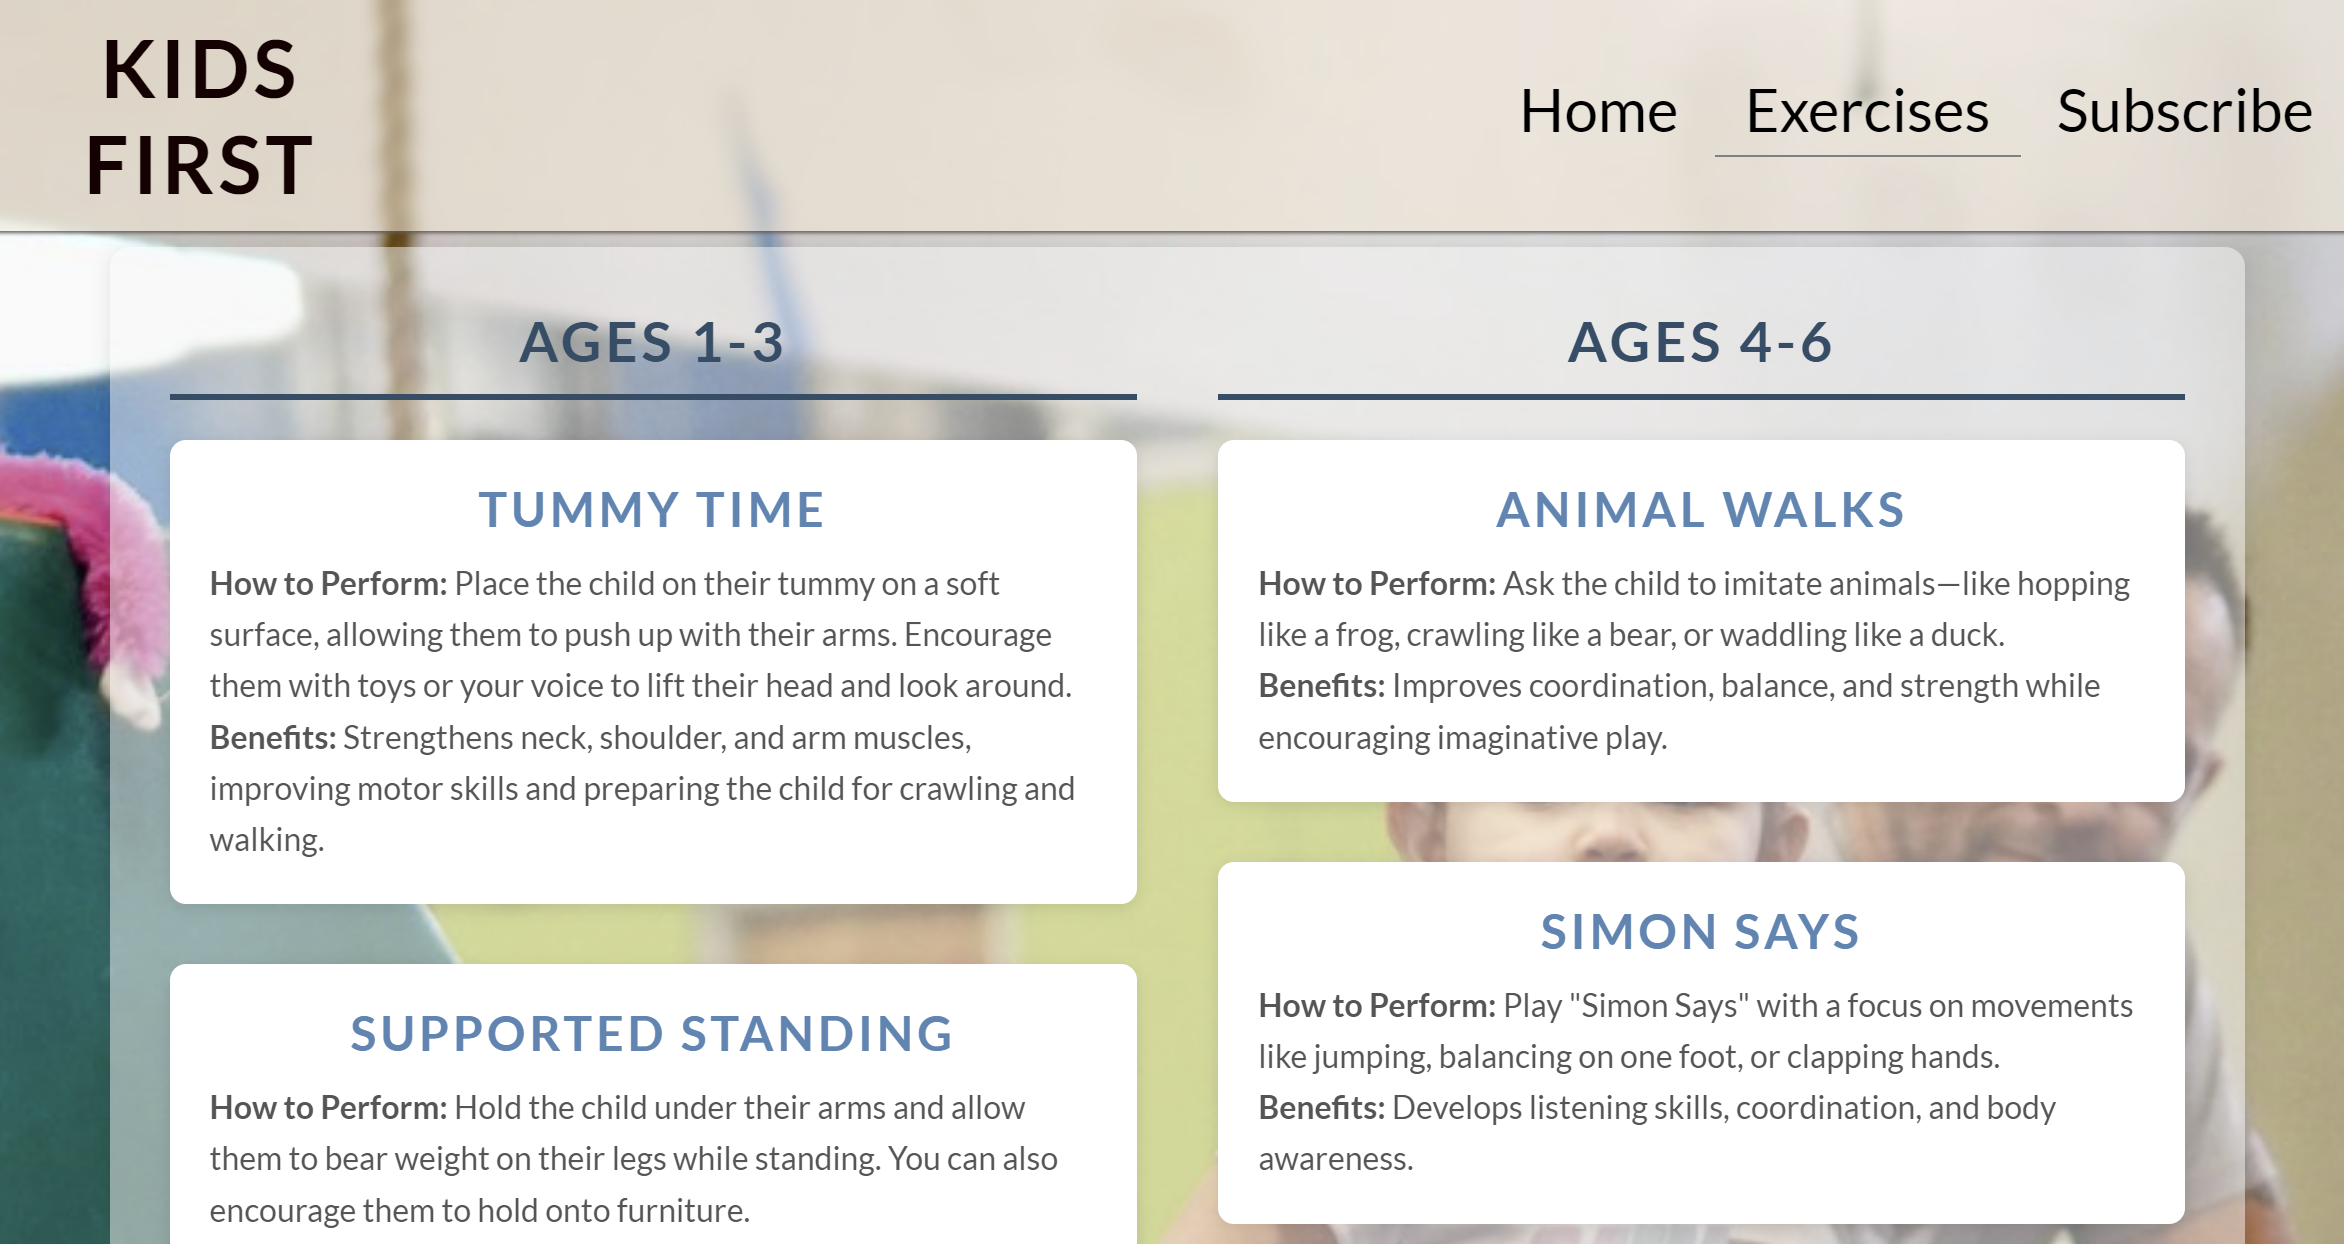 KIDS
FIRST
Home
Exercises
Subscribe
AGES 1-3
TUMMY TIME
How to Perform: Place the child on their tummy on a soft
surface, allowing them to push up with their arms. Encourage
them with toys or your voice to lift their head and look around.
Benefits: Strengthens neck, shoulder, and arm muscles,
improving motor skills and preparing the child for crawling and
walking.
SUPPORTED STANDING
How to Perform: Hold the child under their arms and allow
them to bear weight on their legs while standing. You can also
encourage them to hold onto furniture.
AGES 4-6
ANIMAL WALKS
How to Perform: Ask the child to imitate animals—like hopping
like a frog, crawling like a bear, or waddling like a duck.
Benefits: Improves coordination, balance, and strength while
encouraging imaginative play.
SIMON SAYS
How to Perform: Play "Simon Says" with a focus on movements
like jumping, balancing on one foot, or clapping hands.
Benefits: Develops listening skills, coordination, and body
awareness.